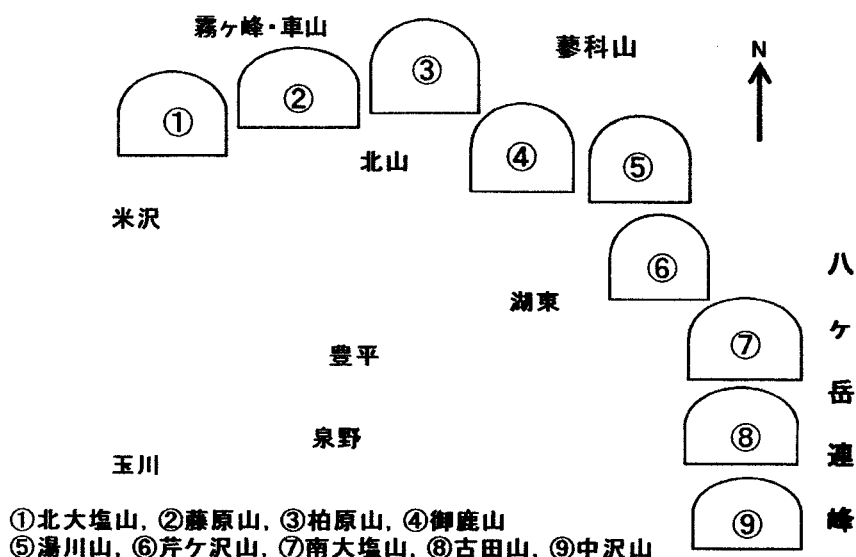 霧ケ峰・車山
蓼科山
N
①
②
③
④
⑤
北山
米沢
⑥
八ケ岳連峰
湖東
⑦
豊平
⑧
泉野
玉川
⑨
①北大塩山, ②藤原山, ③柏原山, ④御鹿山
⑤湯川山, ⑥芹ケ沢山, ⑦南大塩山, ⑧古田山, ⑨中沢山